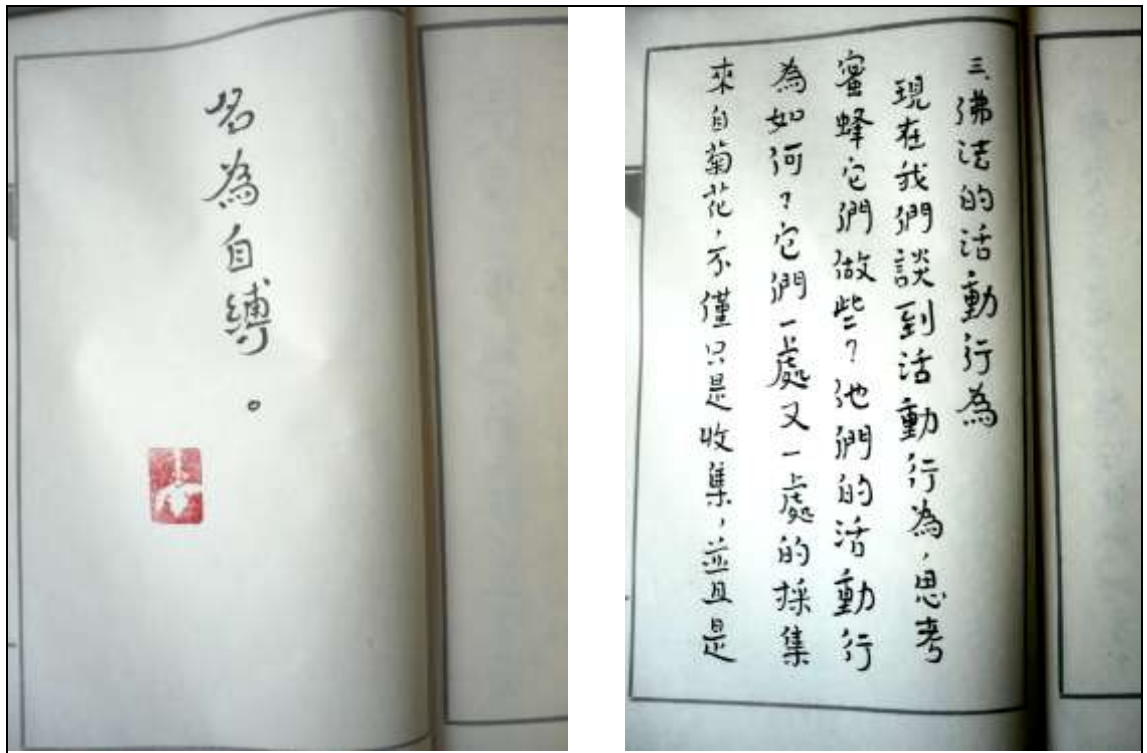 名為自縛。
三、佛法的活動行為
現在我們談到活動行為，思考
蜜蜂它們做些？他們的活動行
為如何？它們一處又一處的採集
來自菊花，不僅只是收集，並且是